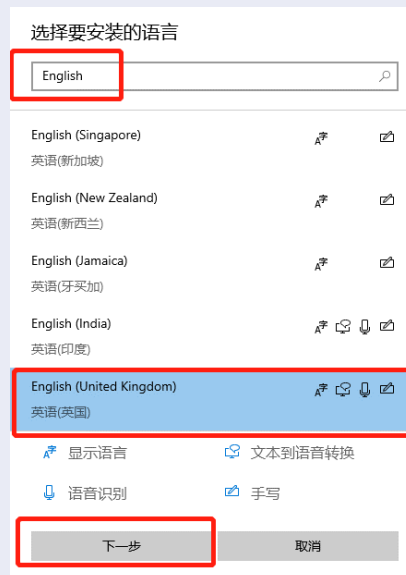 选择要安装的语言
English
English (Singapore)
英语(新加坡)
English (New Zealand)
英语(新西兰)
English (Jamaica)
英语(牙买加)
English (India)
英语(印度)
English (United Kingdom)
英语(英国)
显示语言 文本到语音转换
语音识别 手写
下一步 取消